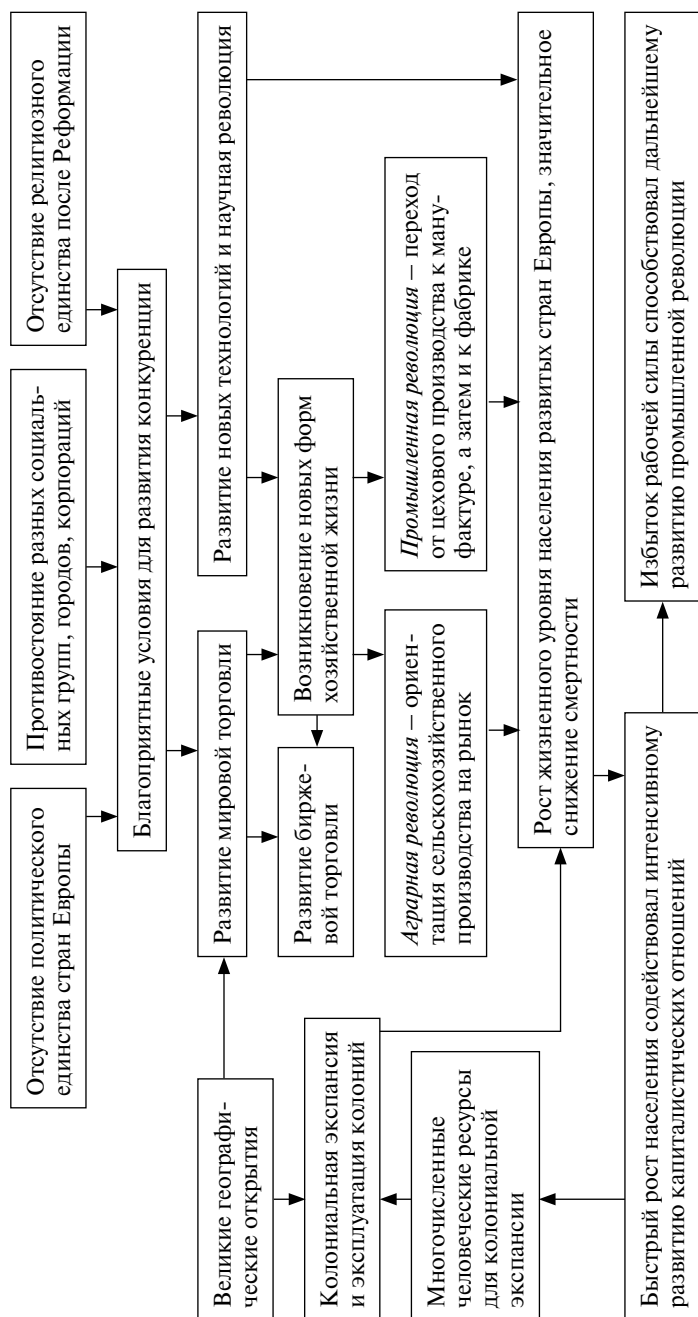 Отсутствие политического
единства стран Европы
Противостояние разных социаль-
ных групп, городов, корпораций
Отсутствие религиозного
единства после Реформации
Благоприятные условия для развития конкуренции
Великие географи-
ческие открытия
Развитие мировой торговли
Развитие новых технологий и научная революция
Колониальная экспансия
и эксплуатация колоний
Развитие бирже-
вой торговли
Возникновение новых форм
хозяйственной жизни
Многочисленные
человеческие ресурсы
для колониальной
экспансии
Аграрная революция — ориен-
тация сельскохозяйственного
производства на рынок
Промышленная революция — переход
от цехового производства к ману-
фактуре, а затем и к фабрике
Рост жизненного уровня населения развитых стран Европы, значительное
снижение смертности
Быстрый рост населения содействовал интенсивному
развитию капиталистических отношений
Избыток рабочей силы способствовал дальнейшему
развитию промышленной революции